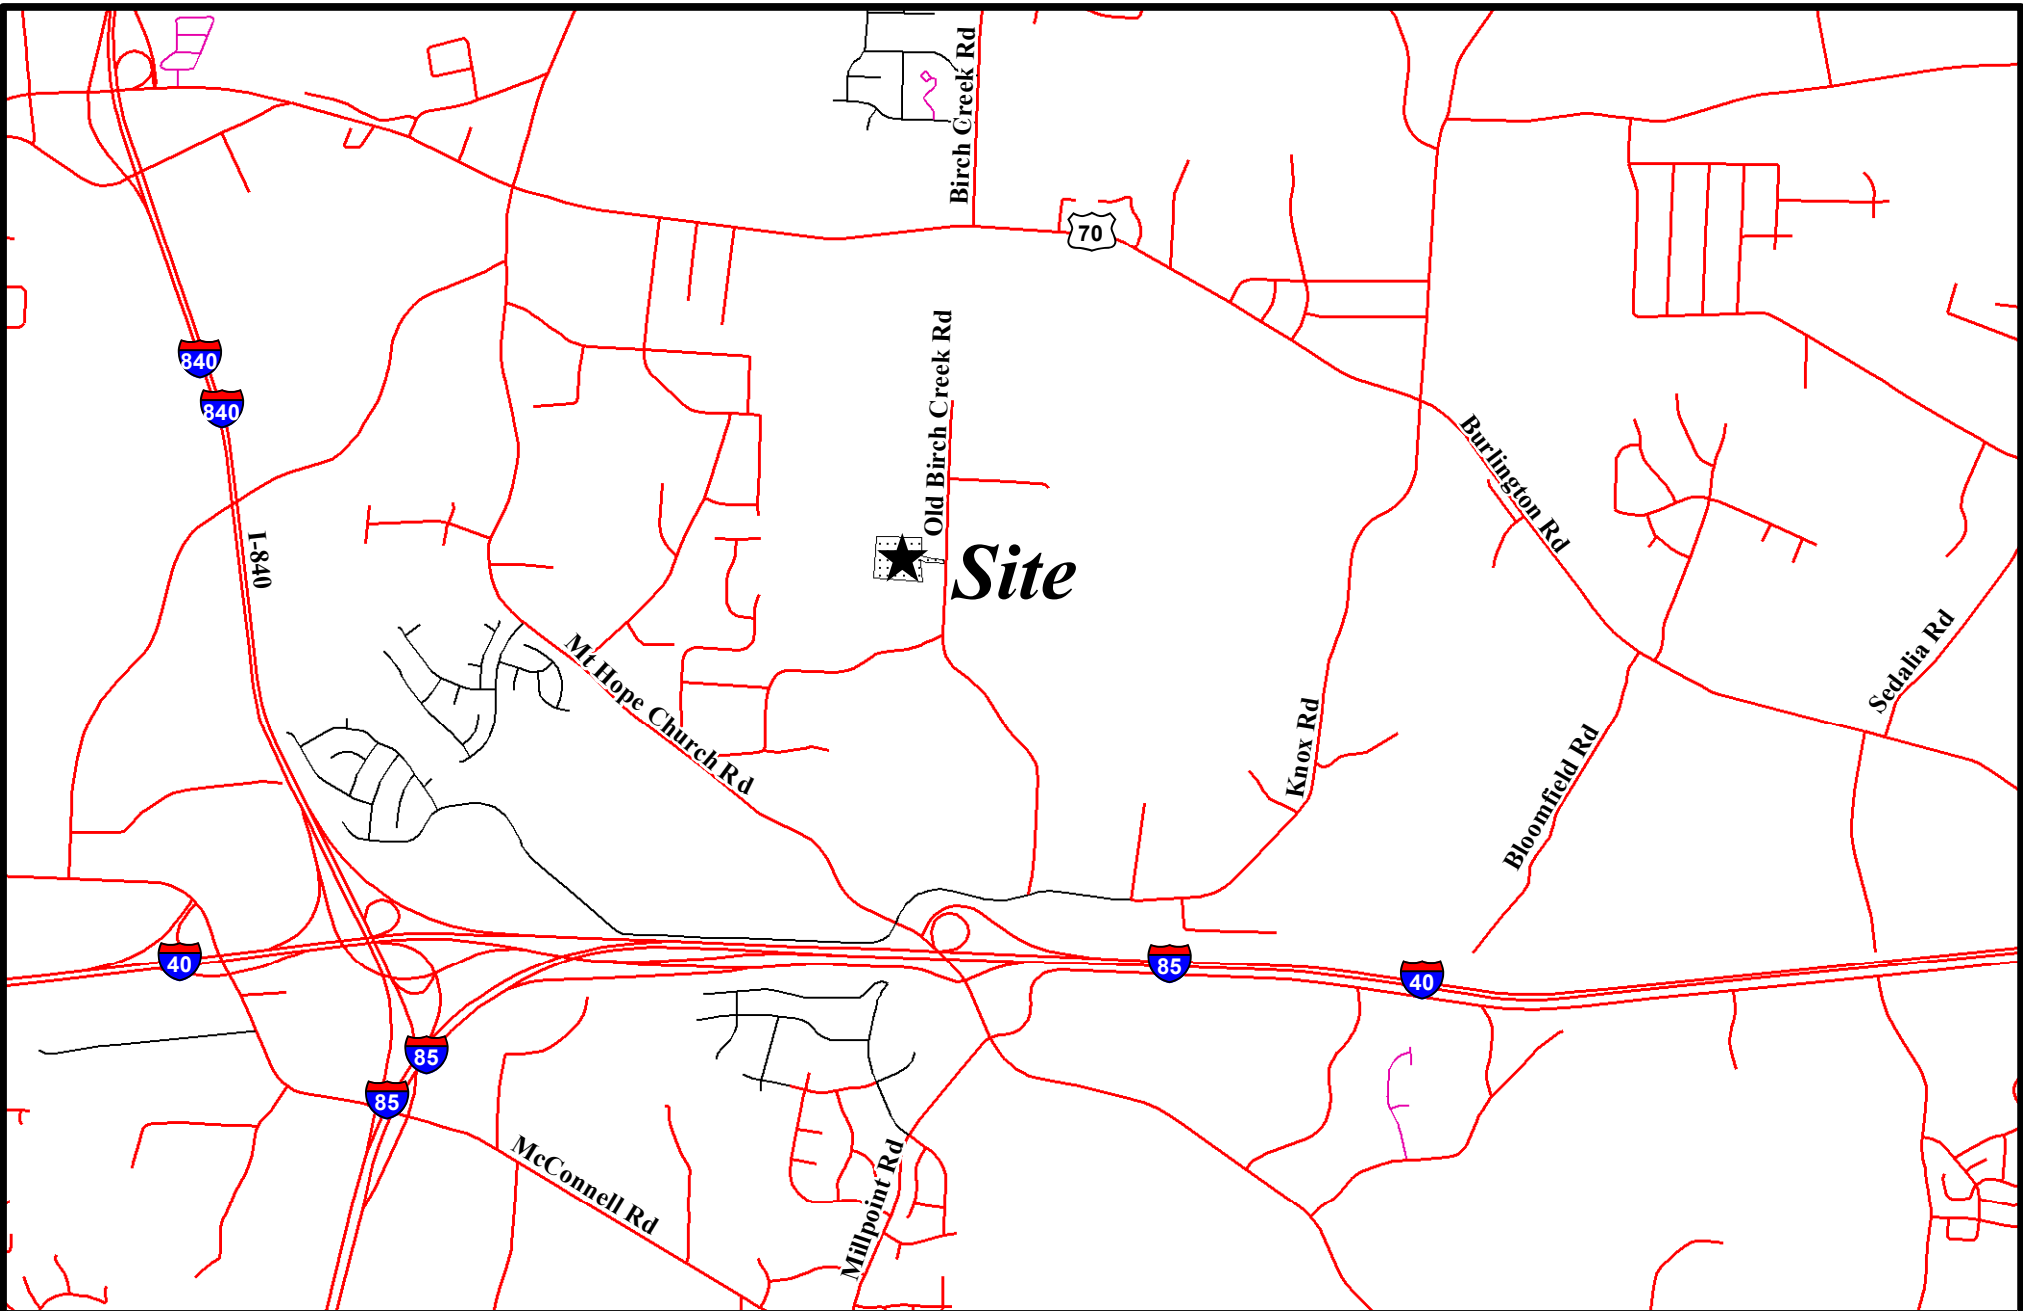 Birch Creek Rd
70
Old Birch Creek Rd
840
840
Burlington Rd
I-840
Site
Sedalia Rd
Mt Hope Church Rd
Knox Rd
Bloomfield Rd
40
85
40
85
85
McConnell Rd
Millpoint Rd